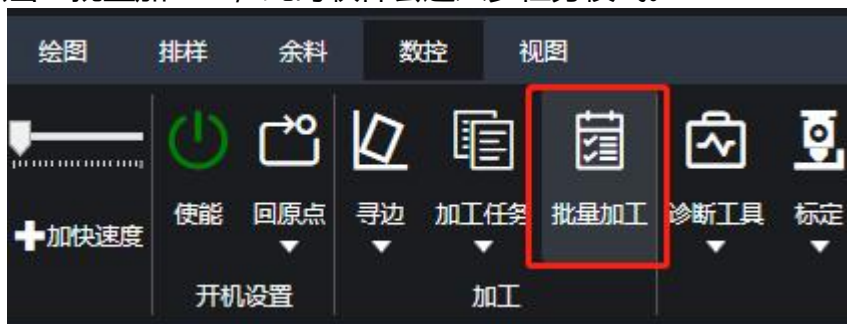 绘图 排样 余料 数控 视图
使能 回原点 寻边 加工任务 批量加工 诊断工具 标定
加快速度
开机设置 加工